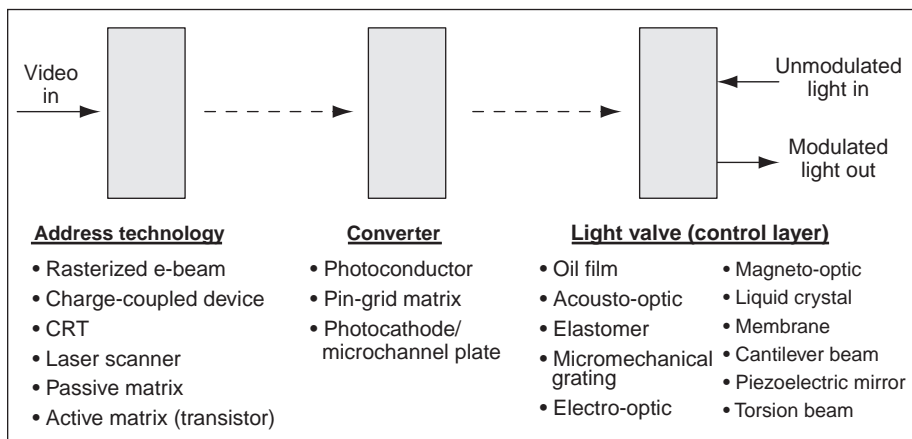 Video
in
Unmodulated
light in
Modulated
light out
Address technology
• Rasterized e-beam
• Charge-coupled device
• CRT
• Laser scanner
• Passive matrix
• Active matrix (transistor)
Converter
• Photoconductor
• Pin-grid matrix
• Photocathode/
microchannel plate
Light valve (control layer)
• Oil film
• Acousto-optic
• Elastomer
• Micromechanical
grating
• Electro-optic
• Magneto-optic
• Liquid crystal
• Membrane
• Cantilever beam
• Piezoelectric mirror
• Torsion beam